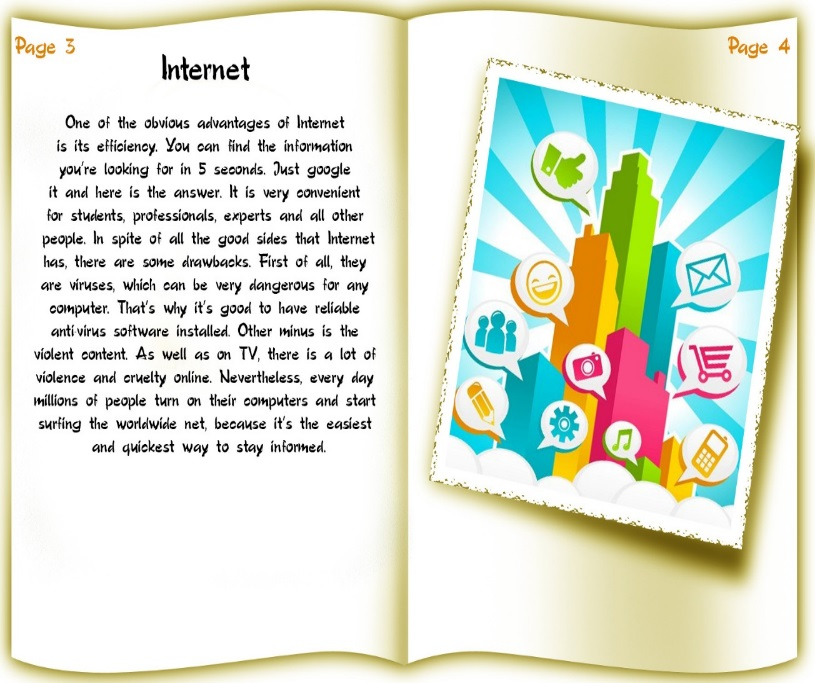 Page 3
Internet
One of the obvious advantages of Internet
is its efficiency. You can find the information
you're looking for in 5 seconds. Just google
it and here is the answer. It is very convenient
for students, professionals, experts and all other
people. In spite of all the good sides that Internet
has, there are some drawbacks. First of all, they
are viruses, which can be very dangerous for any
computer. That's why it's good to have reliable
anti-virus software installed. Other minus is the
violent content. As well as on TV, there is a lot of
violence and cruelty online. Nevertheless, every day
millions of people turn on their computers and start
surfing the worldwide net, because it's the easiest
and quickest way to stay informed.
Page 4